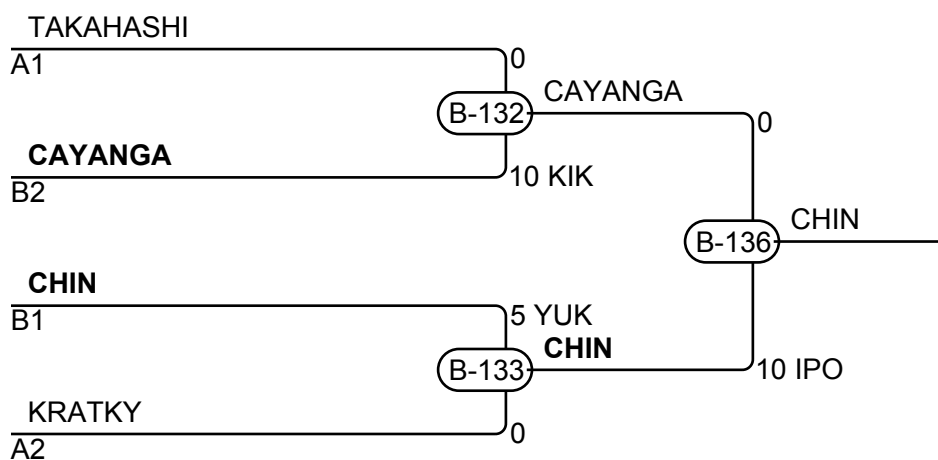 TAKAHASHI
A1
0
B-132
CAYANGA
0
CAYANGA
B2
10 KIK
B-136
CHIN
CHIN
B1
5 YUK
B-133
CHIN
10 IPO
KRATKY
A2
0